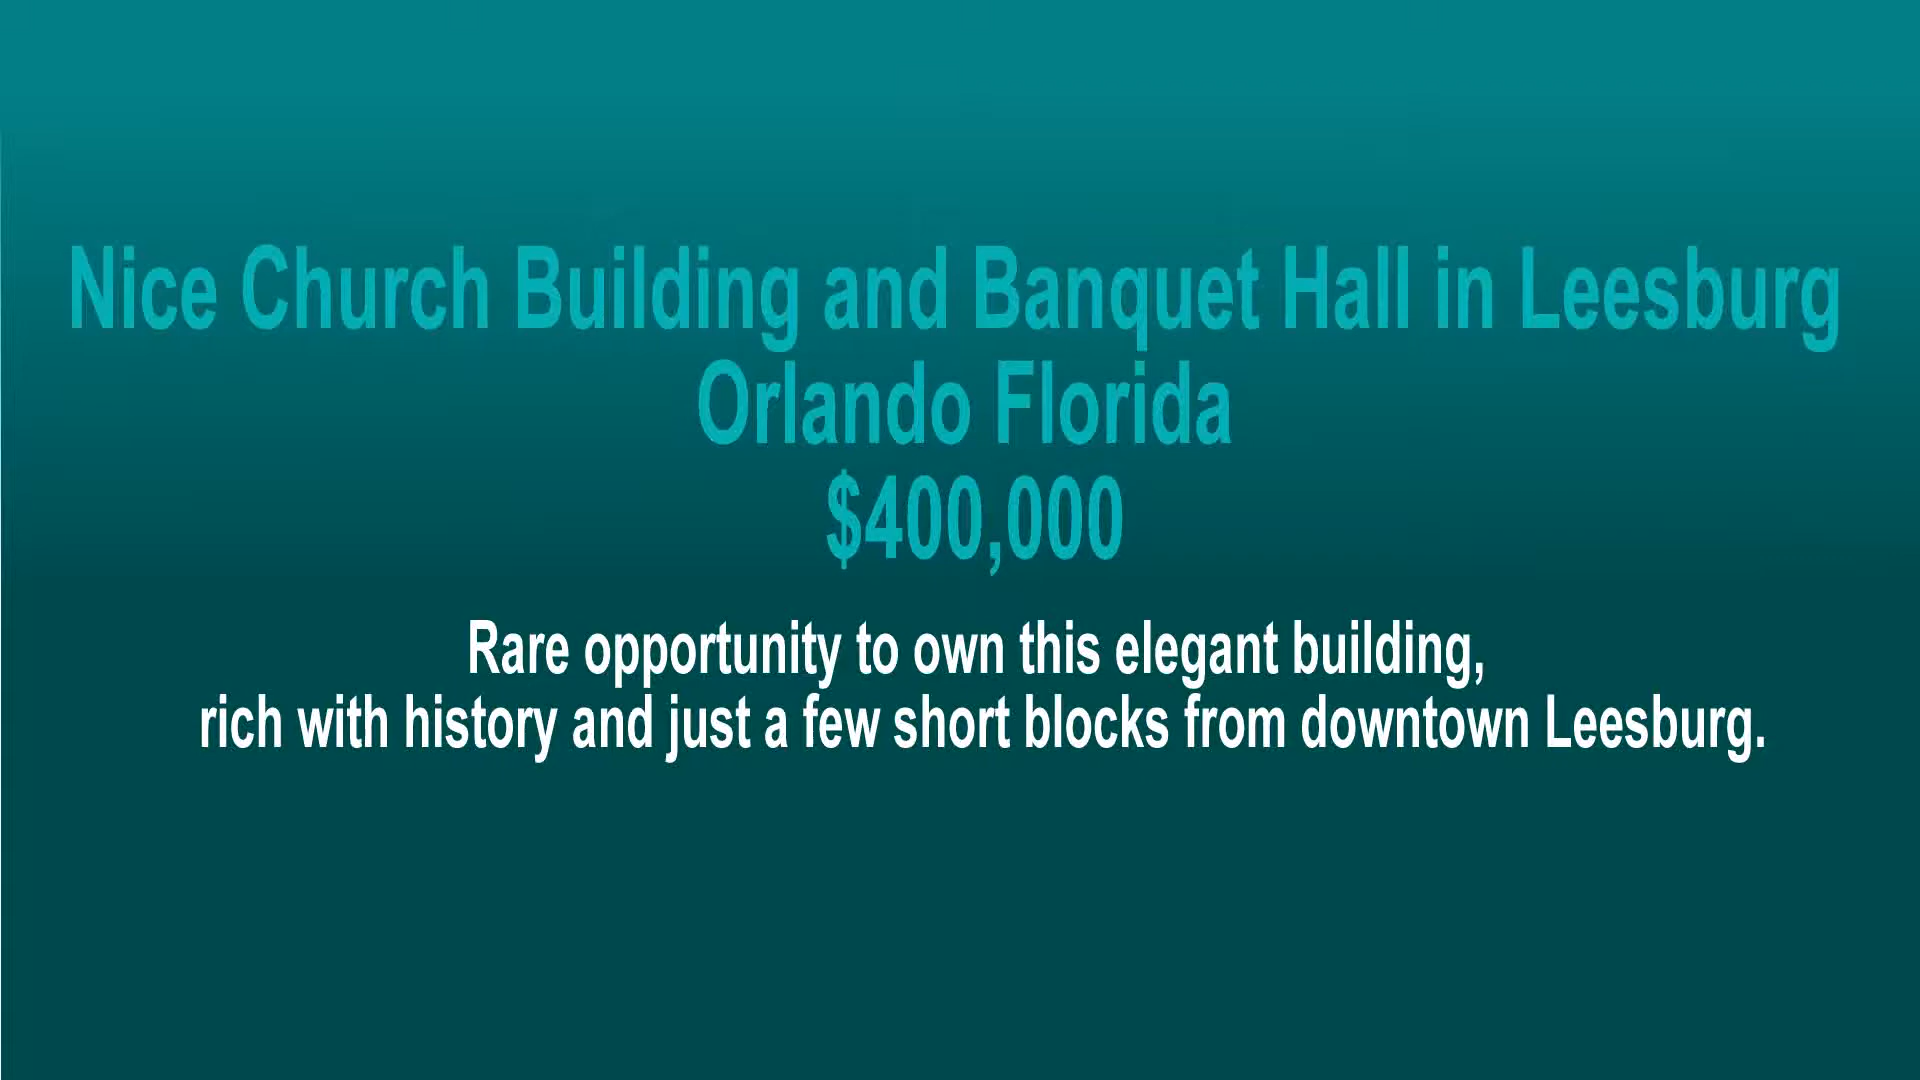 Nice Church Building and Banquet Hall in Leesburg
Orlando Florida
$400,000
Rare opportunity to own this elegant building,
rich with history and just a few short blocks from downtown Leesburg.